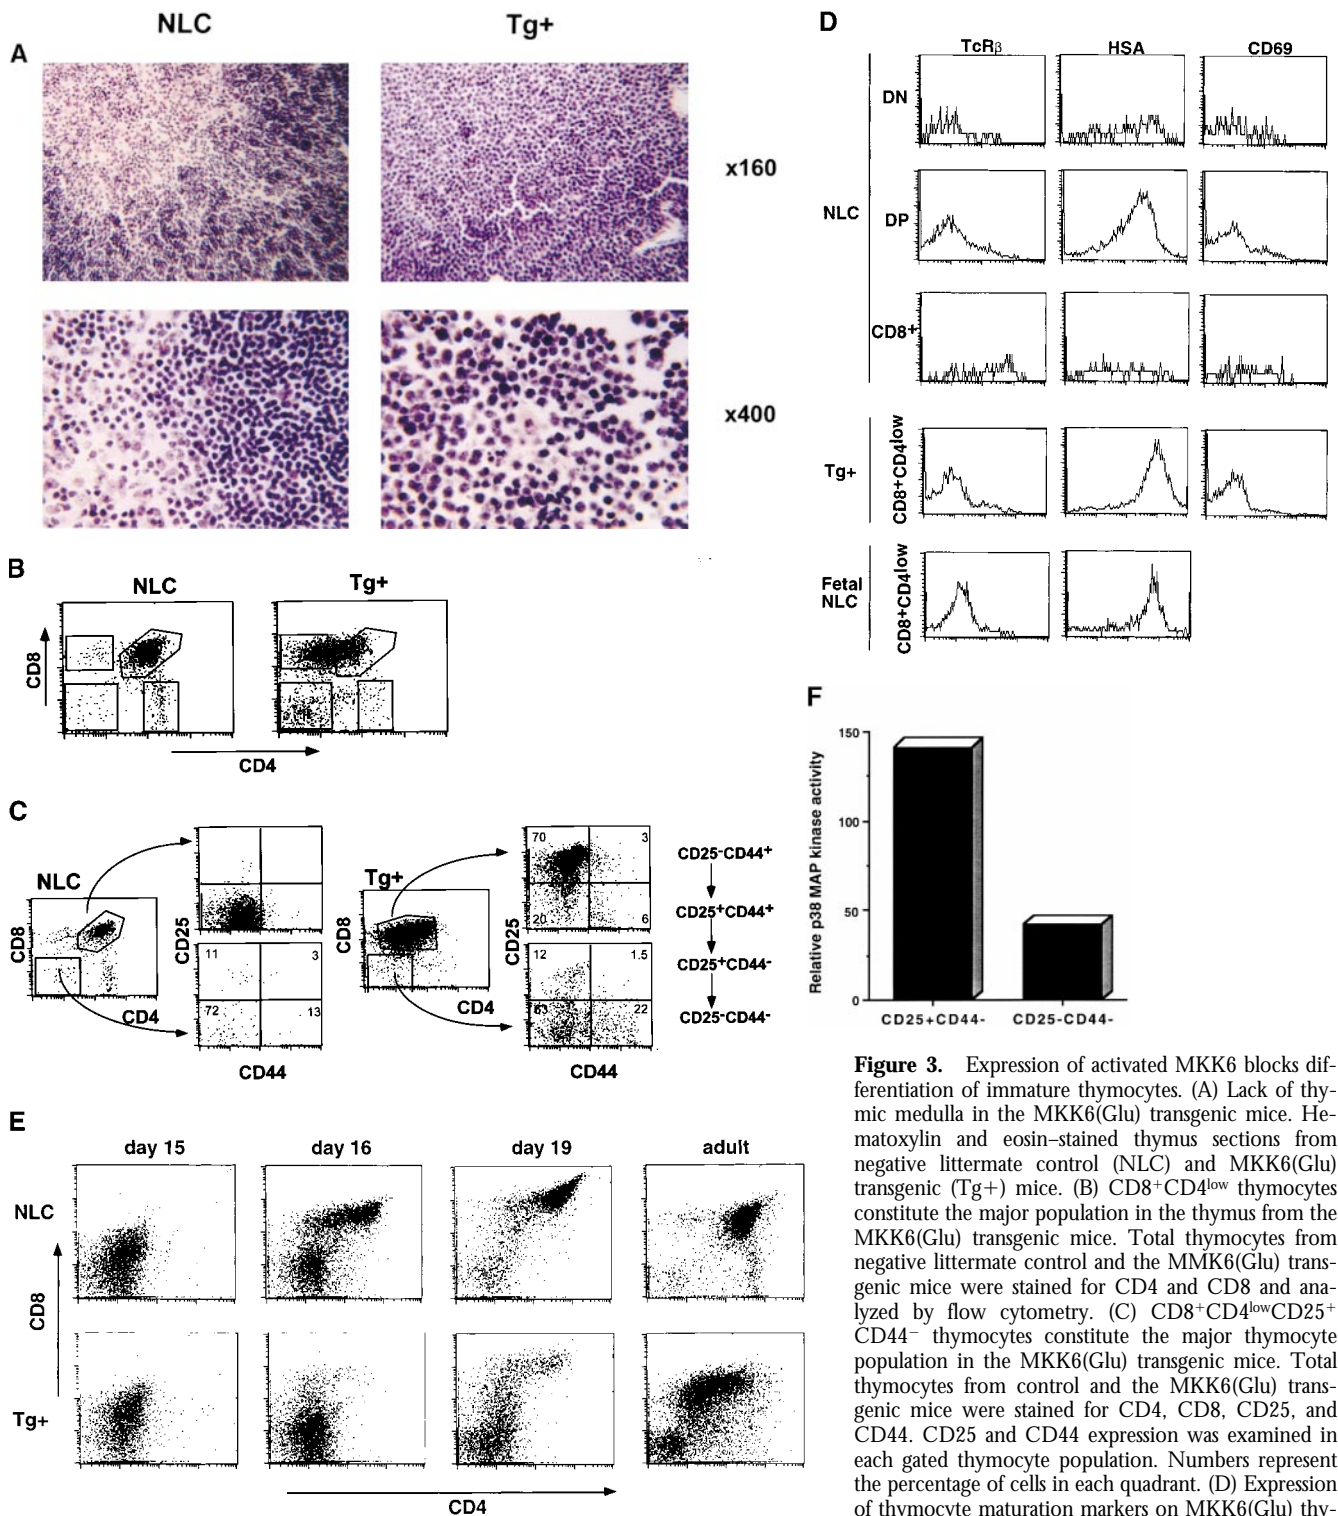 NLC
Tg+
A
x160
x400
B
NLC
Tg+
CD8
CD4
C
NLC
CD8
CD4
CD25
11
3
72
13
CD44
Tg+
CD8
CD4
CD25
70
3
20
6
12
1.5
63
22
CD44
CD25-CD44+
CD25+CD44+
CD25+CD44-
CD25-CD44-
E
day 15
day 16
day 19
adult
NLC
Tg+
CD8
CD4
D
TcRβ
HSA
CD69
NLC
DN
DP
CD8+
Tg+
CD8+CD4low
Fetal
NLC
CD8+CD4low
F
Relative p38 MAP kinase activity
150
100
50
0
CD25+CD44-
CD25-CD44-
Figure 3. Expression of activated MKK6 blocks dif-
ferentiation of immature thymocytes. (A) Lack of thy-
mic medulla in the MKK6(Glu) transgenic mice. He-
matoxylin and eosin–stained thymus sections from
negative littermate control (NLC) and MKK6(Glu)
transgenic (Tg+) mice. (B) CD8+CD4low thymocytes
constitute the major population in the thymus from the
MKK6(Glu) transgenic mice. Total thymocytes from
negative littermate control and the MMK6(Glu) trans-
genic mice were stained for CD4 and CD8 and ana-
lyzed by flow cytometry. (C) CD8+CD4lowCD25+
CD44− thymocytes constitute the major thymocyte
population in the MKK6(Glu) transgenic mice. Total
thymocytes from control and the MKK6(Glu) trans-
genic mice were stained for CD4, CD8, CD25, and
CD44. CD25 and CD44 expression was examined in
each gated thymocyte population. Numbers represent
the percentage of cells in each quadrant. (D) Expression
of thymocyte maturation markers on MKK6(Glu) thy-